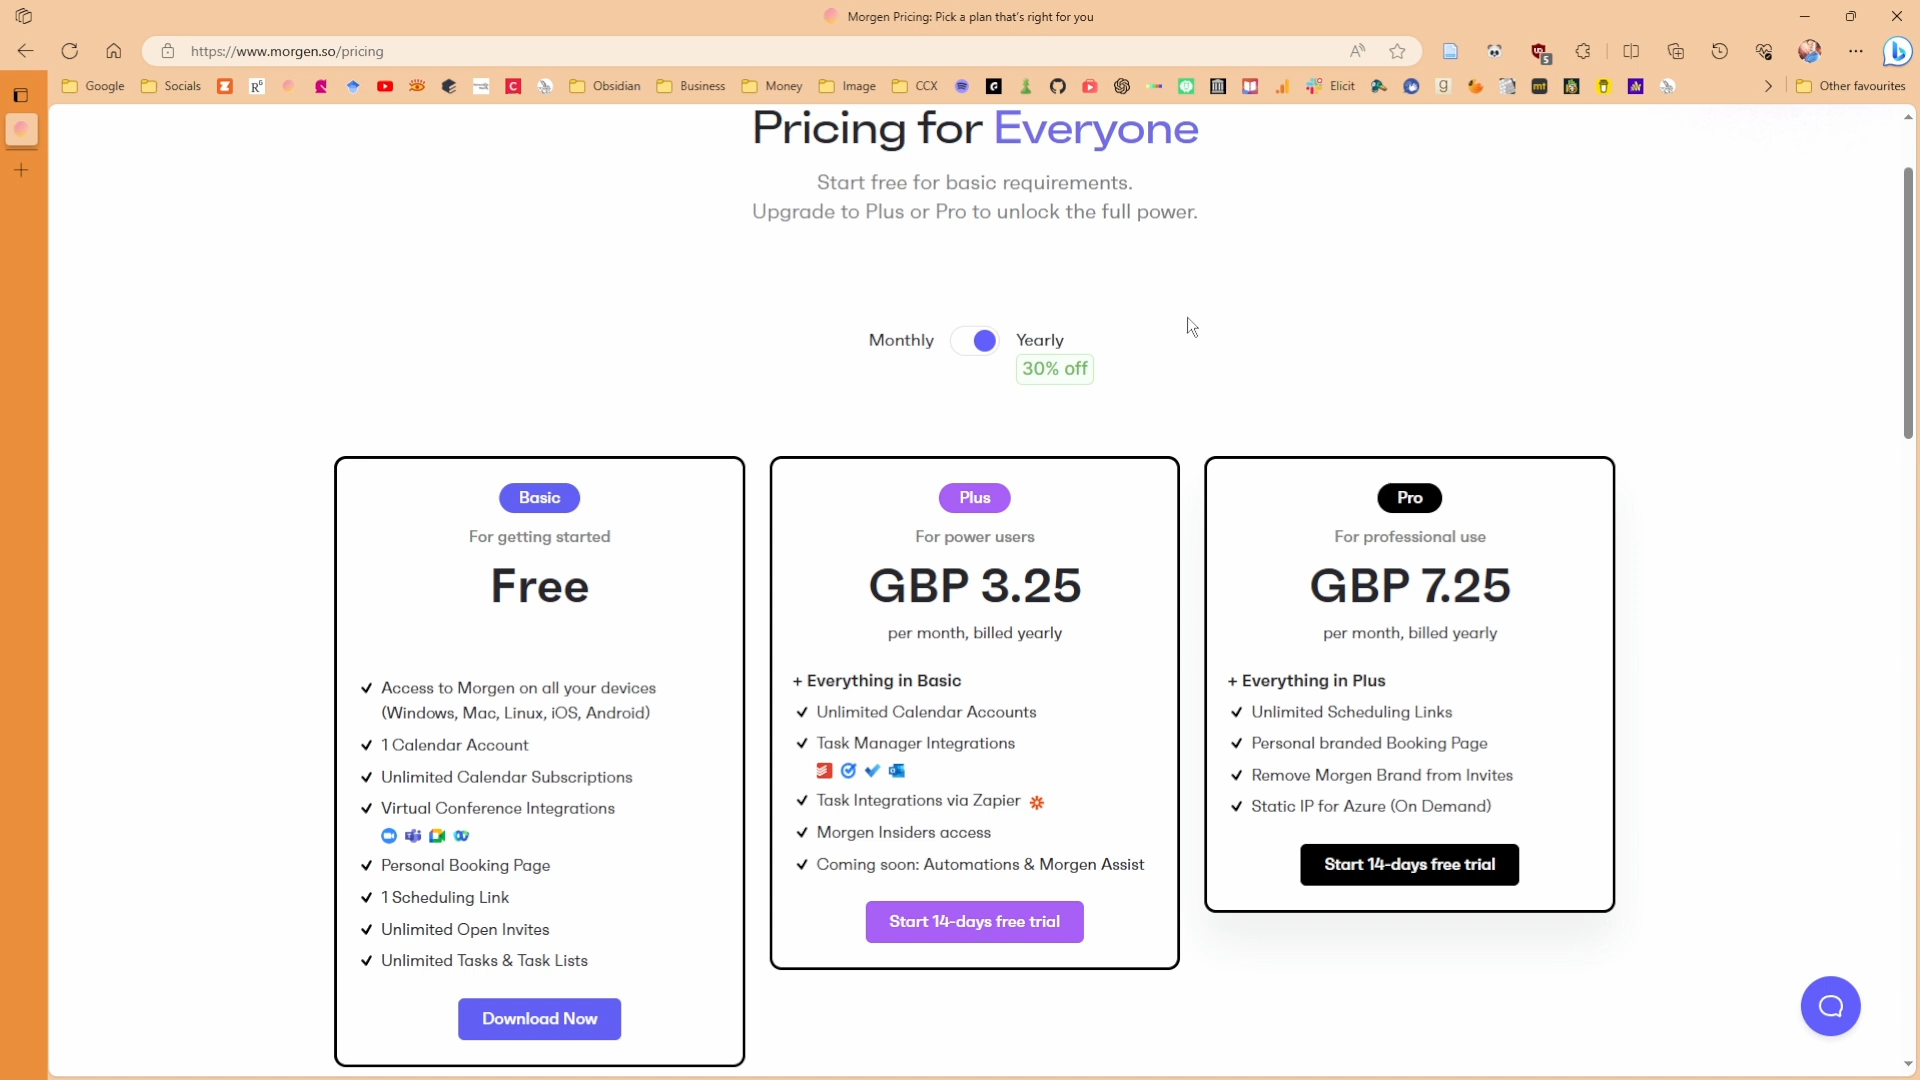 Morgen Pricing: Pick a plan that's right for you
https://www.morgen.so/pricing
Google
Socials
Obsidian
Business
Money
Image
CCX
Elicit
Other favourites
Pricing for Everyone
Start free for basic requirements.
Upgrade to Plus or Pro to unlock the full power.
Monthly
Yearly
30% off
Basic
For getting started
Free
✔ Access to Morgen on all your devices
(Windows, Mac, Linux, iOS, Android)
✔ 1 Calendar Account
✔ Unlimited Calendar Subscriptions
✔ Virtual Conference Integrations
✔ Personal Booking Page
✔ 1 Scheduling Link
✔ Unlimited Open Invites
✔ Unlimited Tasks & Task Lists
Download Now
Plus
For power users
GBP 3.25
per month, billed yearly
+ Everything in Basic
✔ Unlimited Calendar Accounts
✔ Task Manager Integrations
✔ Task Integrations via Zapier
✔ Morgen Insiders access
✔ Coming soon: Automations & Morgen Assist
Start 14-days free trial
Pro
For professional use
GBP 7.25
per month, billed yearly
+ Everything in Plus
✔ Unlimited Scheduling Links
✔ Personal branded Booking Page
✔ Remove Morgen Brand from Invites
✔ Static IP for Azure (On Demand)
Start 14-days free trial